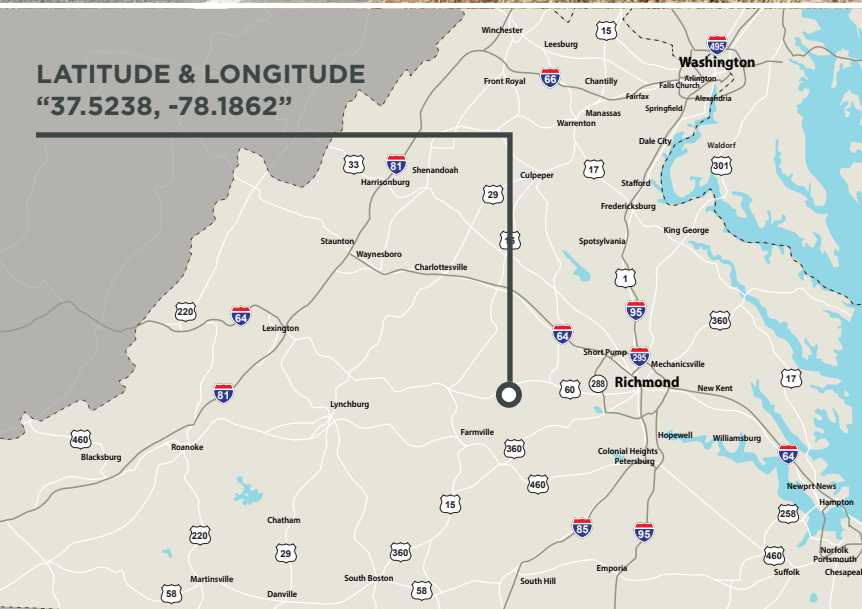 LATITUDE & LONGITUDE
“37.5238, -78.1862”
Winchester
15
Leesburg
495
Washington
Front Royal
66
Chantilly
Arlington
Falls Church
Fairfax
Alexandria
Springfield
Manassas
Warrenton
Dale City
Waldorf
33
81
Shenandoah
Harrisonburg
Culpeper
17
301
29
Stafford
Fredericksburg
King George
Staunton
15
Spotsylvania
Waynesboro
Charlottesville
1
220
64
Lexington
95
360
64
Short Pump
295
Mechanicsville
81
60
288
Richmond
New Kent
17
Lynchburg
460
Blacksburg
Roanoke
Farmville
360
Hopewell
Williamsburg
Colonial Heights
Petersburg
64
460
Newprt News
15
Hampton
258
Chatham
85
95
220
29
360
460
Norfolk
Portsmouth
Martinsville
58
Danville
South Boston
58
South Hill
Emporia
Suffolk
Chesapeal